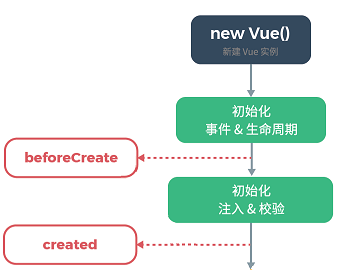 new Vue()
新建 Vue 实例
初始化
事件 & 生命周期
beforeCreate
初始化
注入 & 校验
created